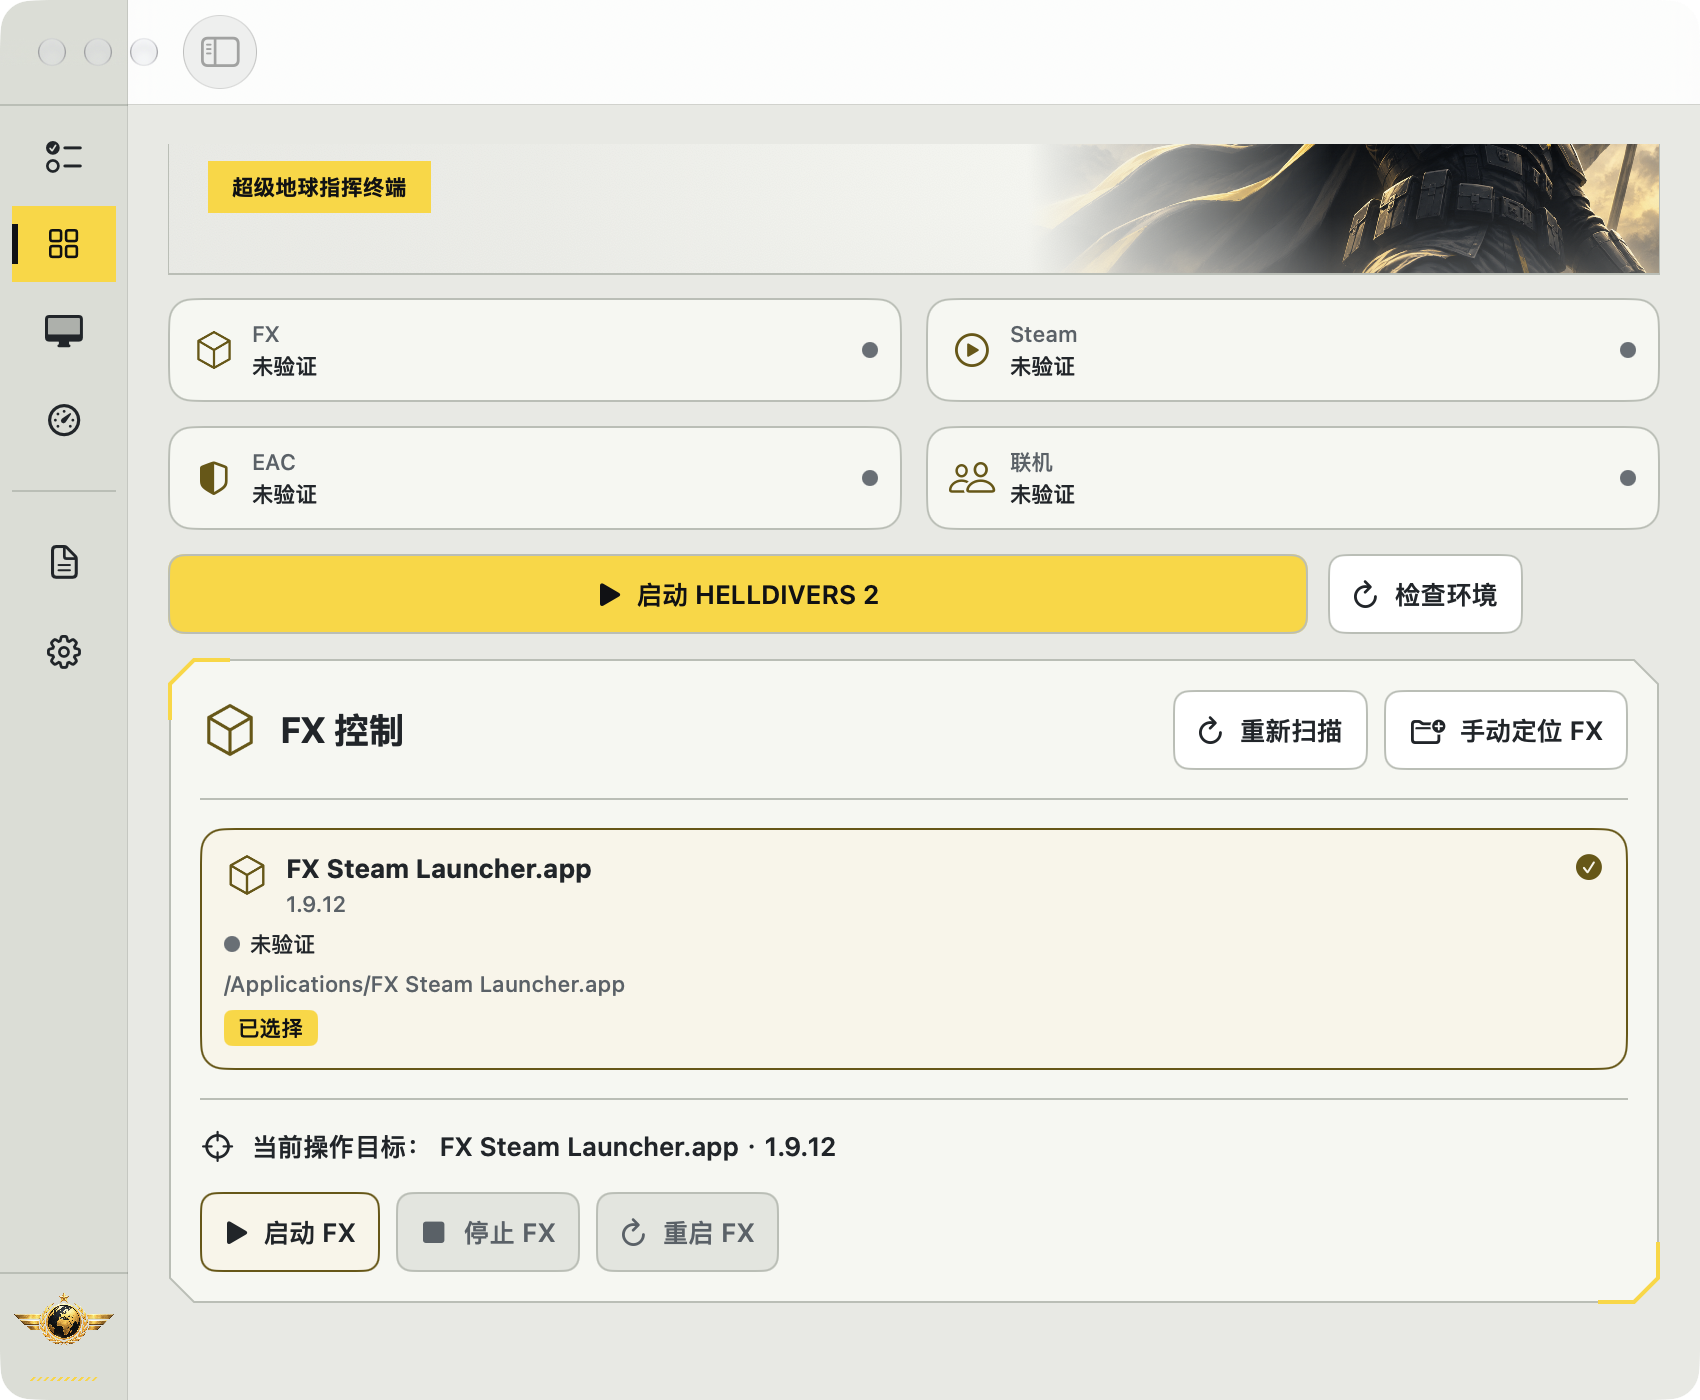 超级地球指挥终端
FX
未验证
Steam
未验证
EAC
未验证
联机
未验证
启动 HELLDIVERS 2
检查环境
FX 控制
重新扫描
手动定位 FX
FX Steam Launcher.app
1.9.12
未验证
/Applications/FX Steam Launcher.app
已选择
当前操作目标： FX Steam Launcher.app · 1.9.12
启动 FX
停止 FX
重启 FX